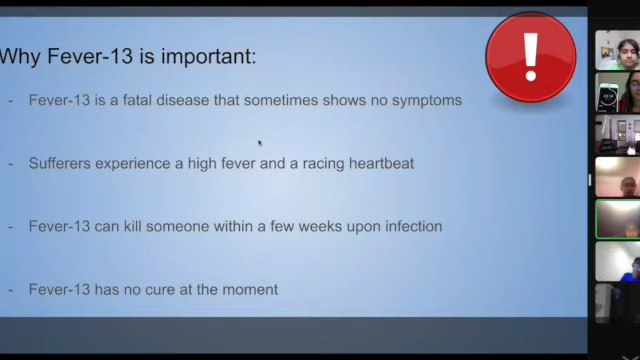 Why Fever-13 is important:
- Fever-13 is a fatal disease that sometimes shows no symptoms
- Sufferers experience a high fever and a racing heartbeat
- Fever-13 can kill someone within a few weeks upon infection
- Fever-13 has no cure at the moment